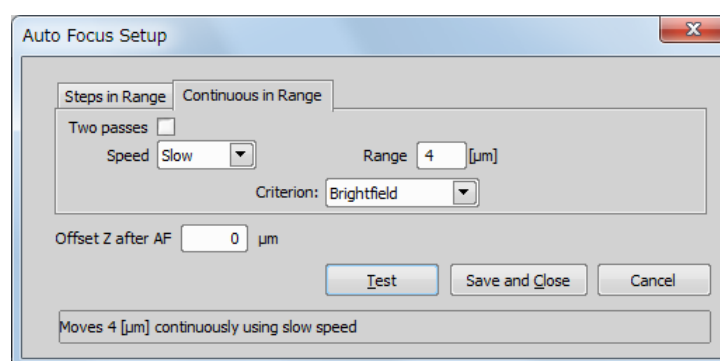 Auto Focus Setup
Steps in Range Continuous in Range
Two passes
Speed Slow Range 4 [µm]
Criterion: Brightfield
Offset Z after AF 0 µm
Test Save and Close Cancel
Moves 4 [µm] continuously using slow speed